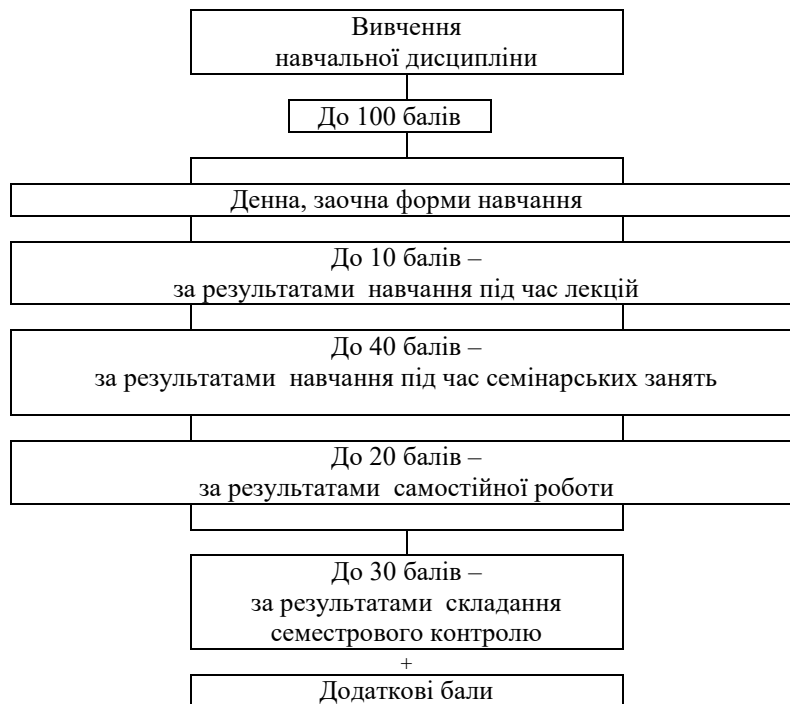 Вивчення
навчальної дисципліни
До 100 балів
Денна, заочна форми навчання
До 10 балів –
за результатами навчання під час лекцій
До 40 балів –
за результатами навчання під час семінарських занять
До 20 балів –
за результатами самостійної роботи
До 30 балів –
за результатами складання
семестрового контролю
+
Додаткові бали